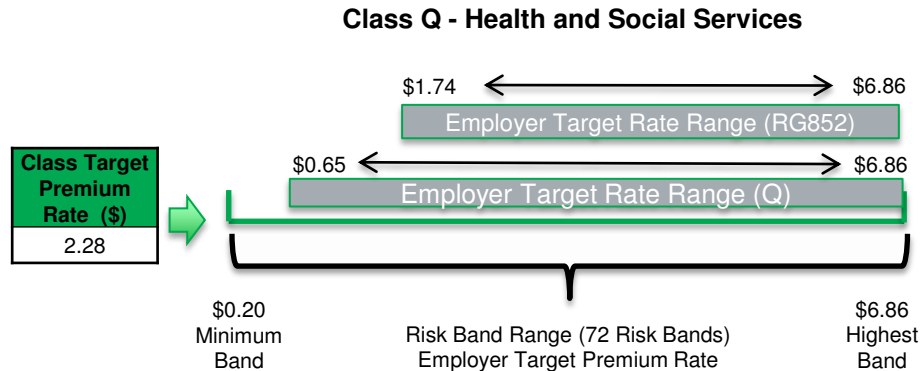 Class Q - Health and Social Services
$1.74
$6.86
Employer Target Rate Range (RG852)
$0.65
$6.86
Employer Target Rate Range (Q)
Class Target
Premium
Rate ($)
2.28
$0.20
Minimum
Band
Risk Band Range (72 Risk Bands)
Employer Target Premium Rate
$6.86
Highest
Band